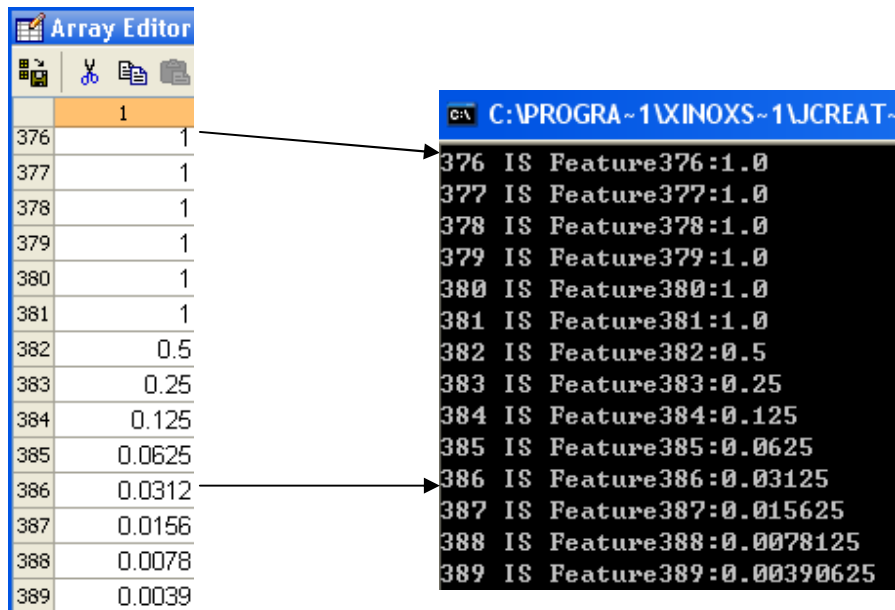 Array Editor
1
376 1
377 1
378 1
379 1
380 1
381 1
382 0.5
383 0.25
384 0.125
385 0.0625
386 0.0312
387 0.0156
388 0.0078
389 0.0039
C:\PROGRA~1\XINOXS~1\JCREAT~
376 IS Feature376:1.0
377 IS Feature377:1.0
378 IS Feature378:1.0
379 IS Feature379:1.0
380 IS Feature380:1.0
381 IS Feature381:1.0
382 IS Feature382:0.5
383 IS Feature383:0.25
384 IS Feature384:0.125
385 IS Feature385:0.0625
386 IS Feature386:0.03125
387 IS Feature387:0.015625
388 IS Feature388:0.0078125
389 IS Feature389:0.00390625